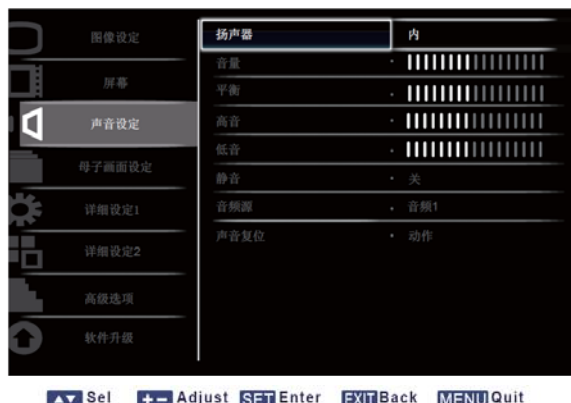 图像设定
屏幕
声音设定
母子画面设定
详细设定1
详细设定2
高级选项
软件升级
扬声器 内
音量
平衡
高音
低音
静音 关
音频源 音频1
声音复位 动作
Sel Adjust SET Enter EXIT Back MENU Quit